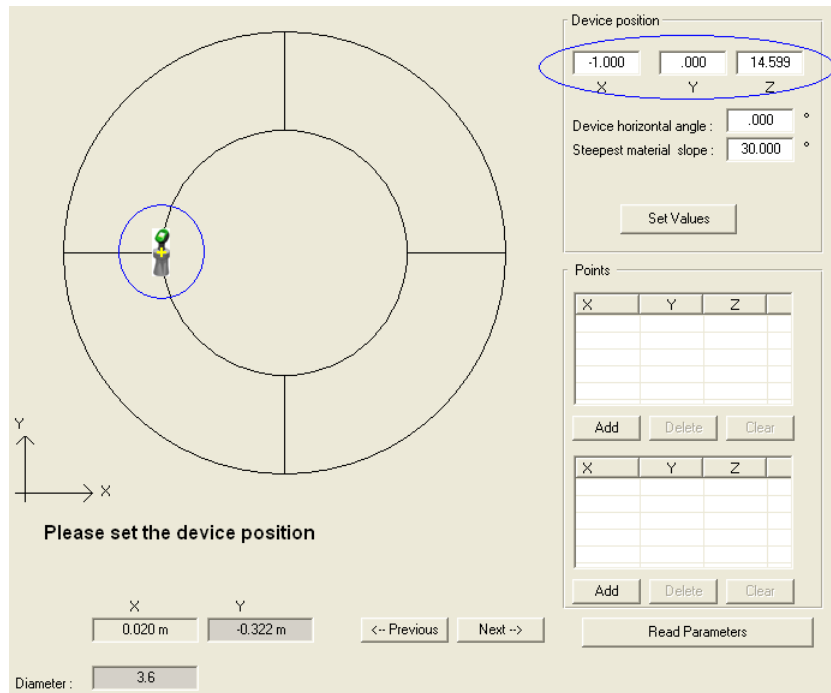 Device position
-1.000 .000 14.599
X Y Z
Device horizontal angle : .000 °
Steepest material slope : 30.000 °
Set Values
Points
X Y Z
Add Delete Clear
X Y Z
Add Delete Clear
Read Parameters
Y
X
Please set the device position
X Y
0.020 m -0.322 m
<-- Previous Next -->
Diameter : 3.6